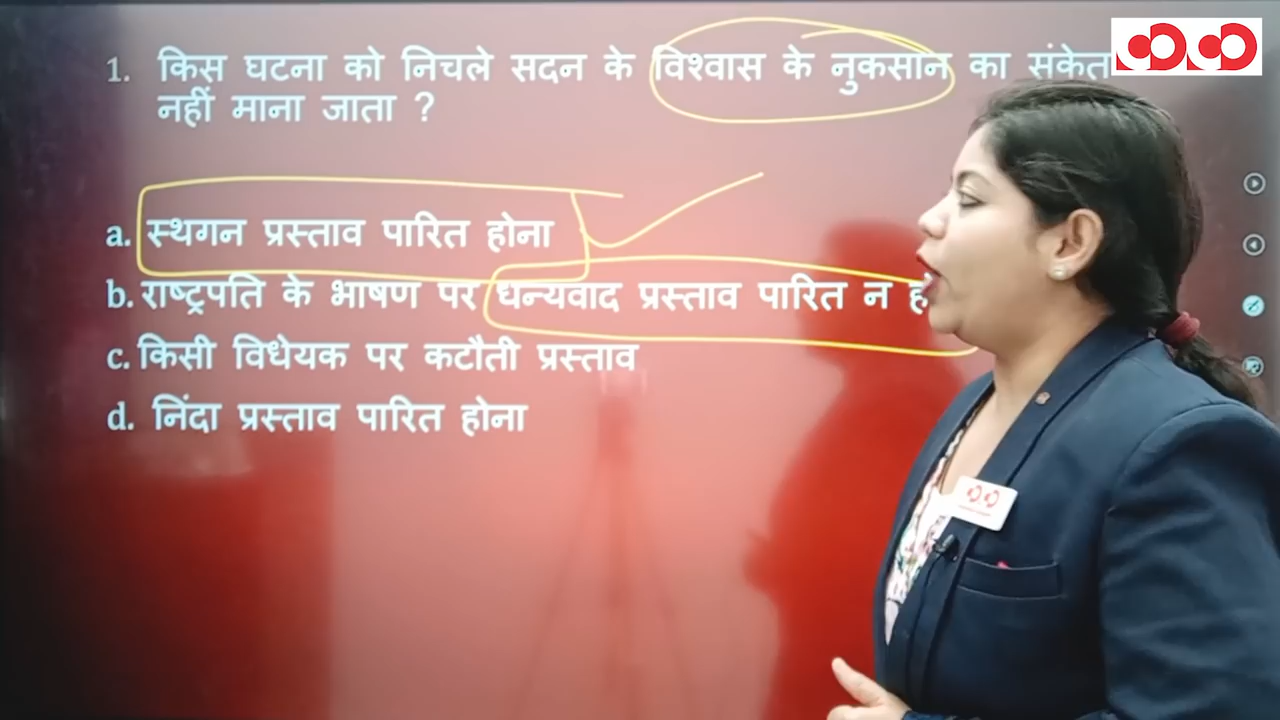 1. किस घटना को निचले सदन के विश्वास के नुकसान का संकेत
नहीं माना जाता ?
a. स्थगन प्रस्ताव पारित होना
b. राष्ट्रपति के भाषण पर धन्यवाद प्रस्ताव पारित न
c. किसी विधेयक पर कटौती प्रस्ताव
d. निंदा प्रस्ताव पारित होना